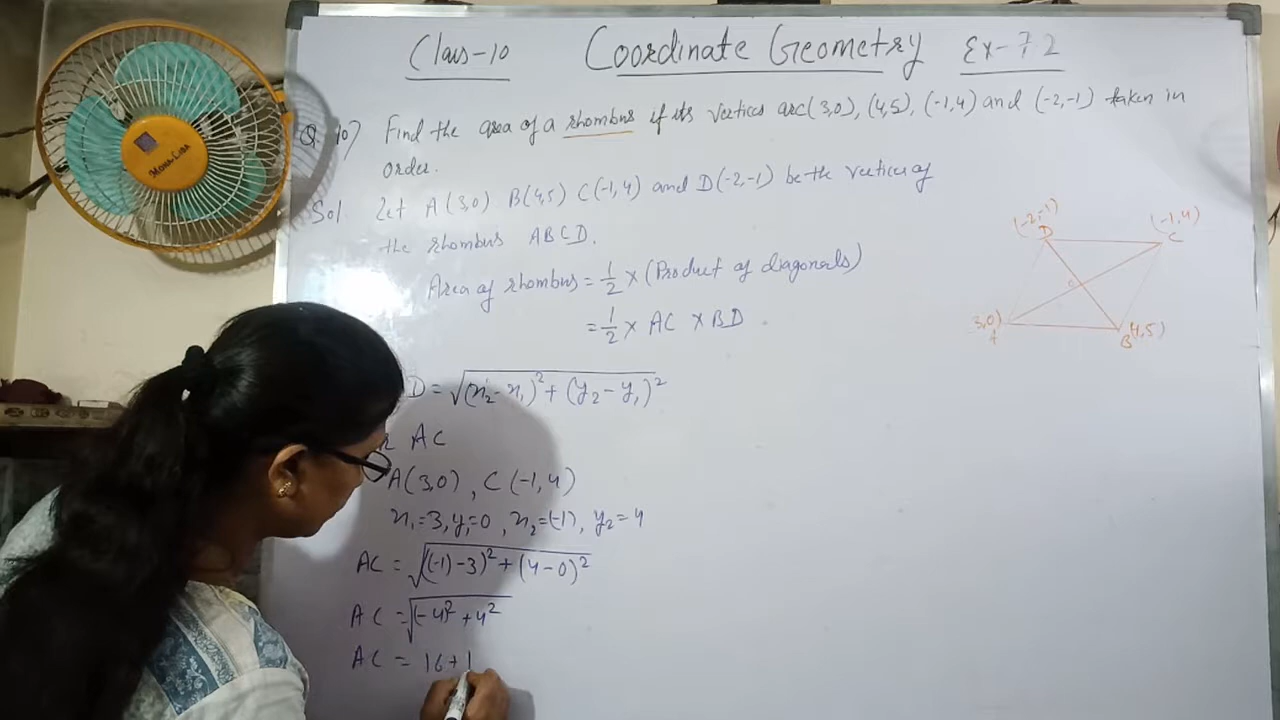 Class-10 Coordinate Geometry Ex-7.2
Q. 10) Find the area of a rhombus if its vertices are (3,0), (4,5), (-1,4) and (-2,-1) taken in
order.
Sol. Let A(3,0) B(4,5) C(-1,4) and D(-2,-1) be the vertices of
the rhombus ABCD.
Area of rhombus = 1/2 × (Product of diagonals)
= 1/2 × AC × BD
D = √(x₂-x₁)² + (y₂-y₁)²
AC
A(3,0), C(-1,4)
x₁=3, y₁=0, x₂=(-1), y₂=4
AC = √((-1)-3)² + (4-0)²
AC = √(-4)² + 4²
AC = 16+1
(-2,-1)
D
(-1,4)
C
3,0)
A
B(4,5)
MONA LISA